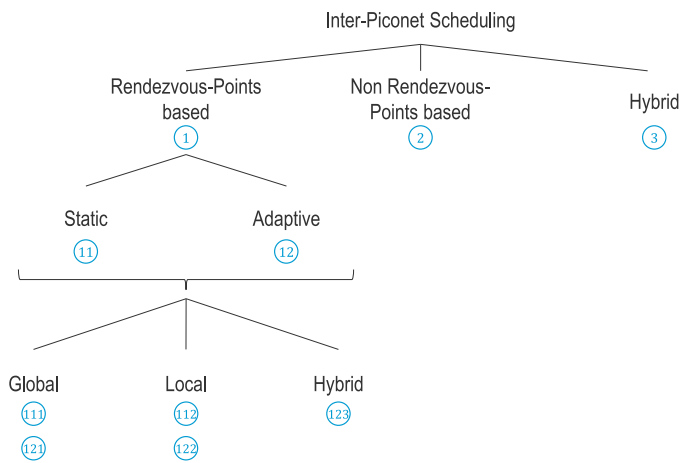 Inter-Piconet Scheduling
Rendezvous-Points
based
1
Non Rendezvous-
Points based
2
Hybrid
3
Static
11
Adaptive
12
Global
111
121
Local
112
122
Hybrid
123